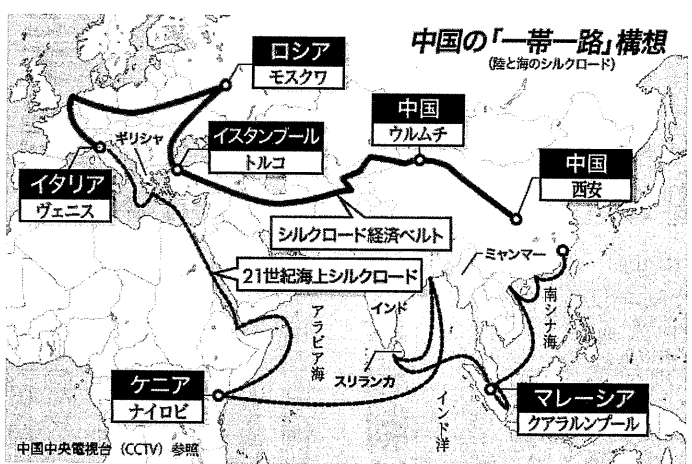 中国の「一帯一路」構想
(陸と海のシルクロード)
ロシア
モスクワ
中国
ウルムチ
イスタンブール
トルコ
中国
西安
ギリシャ
イタリア
ヴェニス
シルクロード経済ベルト
ミャンマー
21世紀海上シルクロード
南シナ海
インド
アラビア海
スリランカ
ケニア
ナイロビ
インド洋
マレーシア
クアラルンプール
中国中央電視台(CCTV)参照